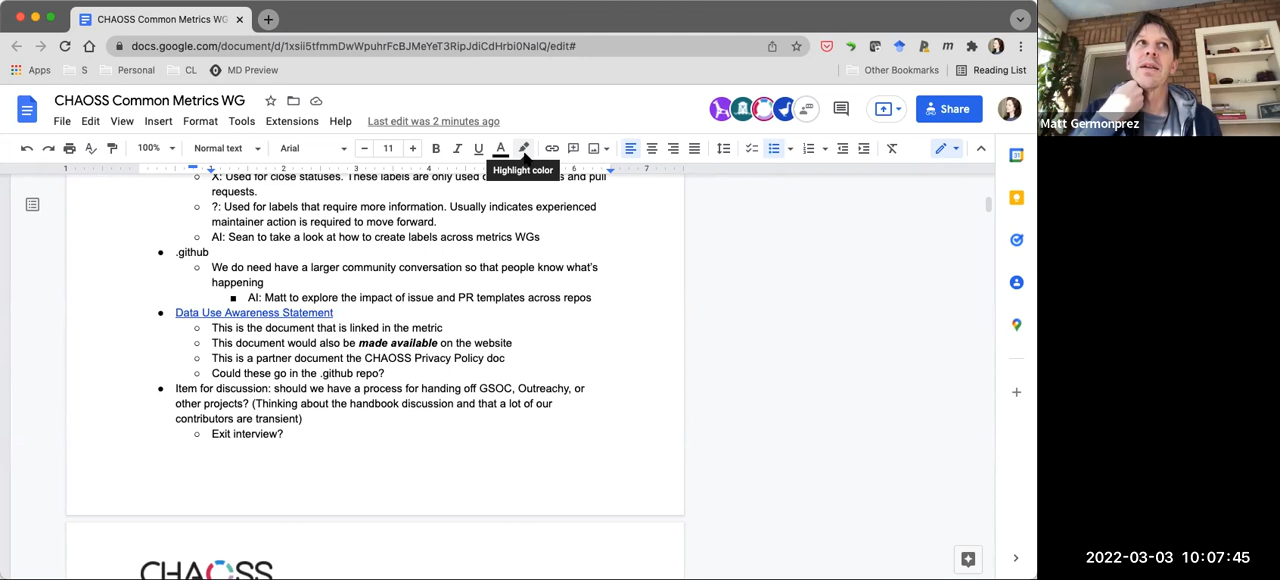 CHAOSS Common Metrics WG
docs.google.com/document/d/1xsii5tfmmDwWpuhrFcBJMeYeT3RipJdiCdHrbi0NalQ/edit#
Apps S Personal CL MD Preview Other Bookmarks Reading List
CHAOSS Common Metrics WG
Share
File Edit View Insert Format Tools Extensions Help Last edit was 2 minutes ago
100% Normal text Arial 11
Highlight color
1 1 2 3 4 6 7
X: Used for close statuses. These labels are only used and pull
requests.
?: Used for labels that require more information. Usually indicates experienced
maintainer action is required to move forward.
AI: Sean to take a look at how to create labels across metrics WGs
.github
We do need have a larger community conversation so that people know what's
happening
AI: Matt to explore the impact of issue and PR templates across repos
Data Use Awareness Statement
This is the document that is linked in the metric
This document would also be made available on the website
This is a partner document the CHAOSS Privacy Policy doc
Could these go in the .github repo?
Item for discussion: should we have a process for handing off GSOC, Outreachy, or
other projects? (Thinking about the handbook discussion and that a lot of our
contributors are transient)
Exit interview?
CHAOSS
Matt Germonprez
2022-03-03 10:07:45